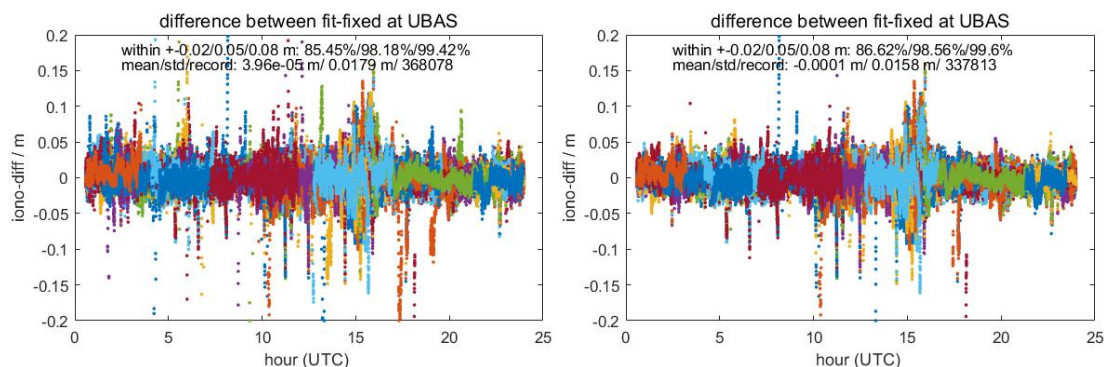 difference between fit-fixed at UBAS
within +-0.02/0.05/0.08 m: 85.45%/98.18%/99.42%
mean/std/record: 3.96e-05 m/ 0.0179 m/ 368078
0.2
0.15
0.1
0.05
0
-0.05
-0.1
-0.15
-0.2
iono-diff / m
0 5 10 15 20 25
hour (UTC)
difference between fit-fixed at UBAS
within +-0.02/0.05/0.08 m: 86.62%/98.56%/99.6%
mean/std/record: -0.0001 m/ 0.0158 m/ 337813
0.2
0.15
0.1
0.05
0
-0.05
-0.1
-0.15
-0.2
iono-diff / m
0 5 10 15 20 25
hour (UTC)